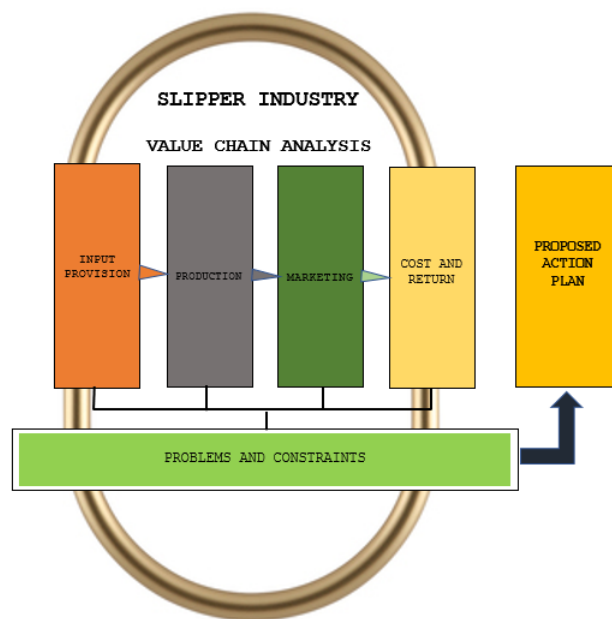 SLIPPER INDUSTRY
VALUE CHAIN ANALYSIS
INPUT
PROVISION
PRODUCTION
MARKETING
COST AND
RETURN
PROPOSED
ACTION
PLAN
PROBLEMS AND CONSTRAINTS